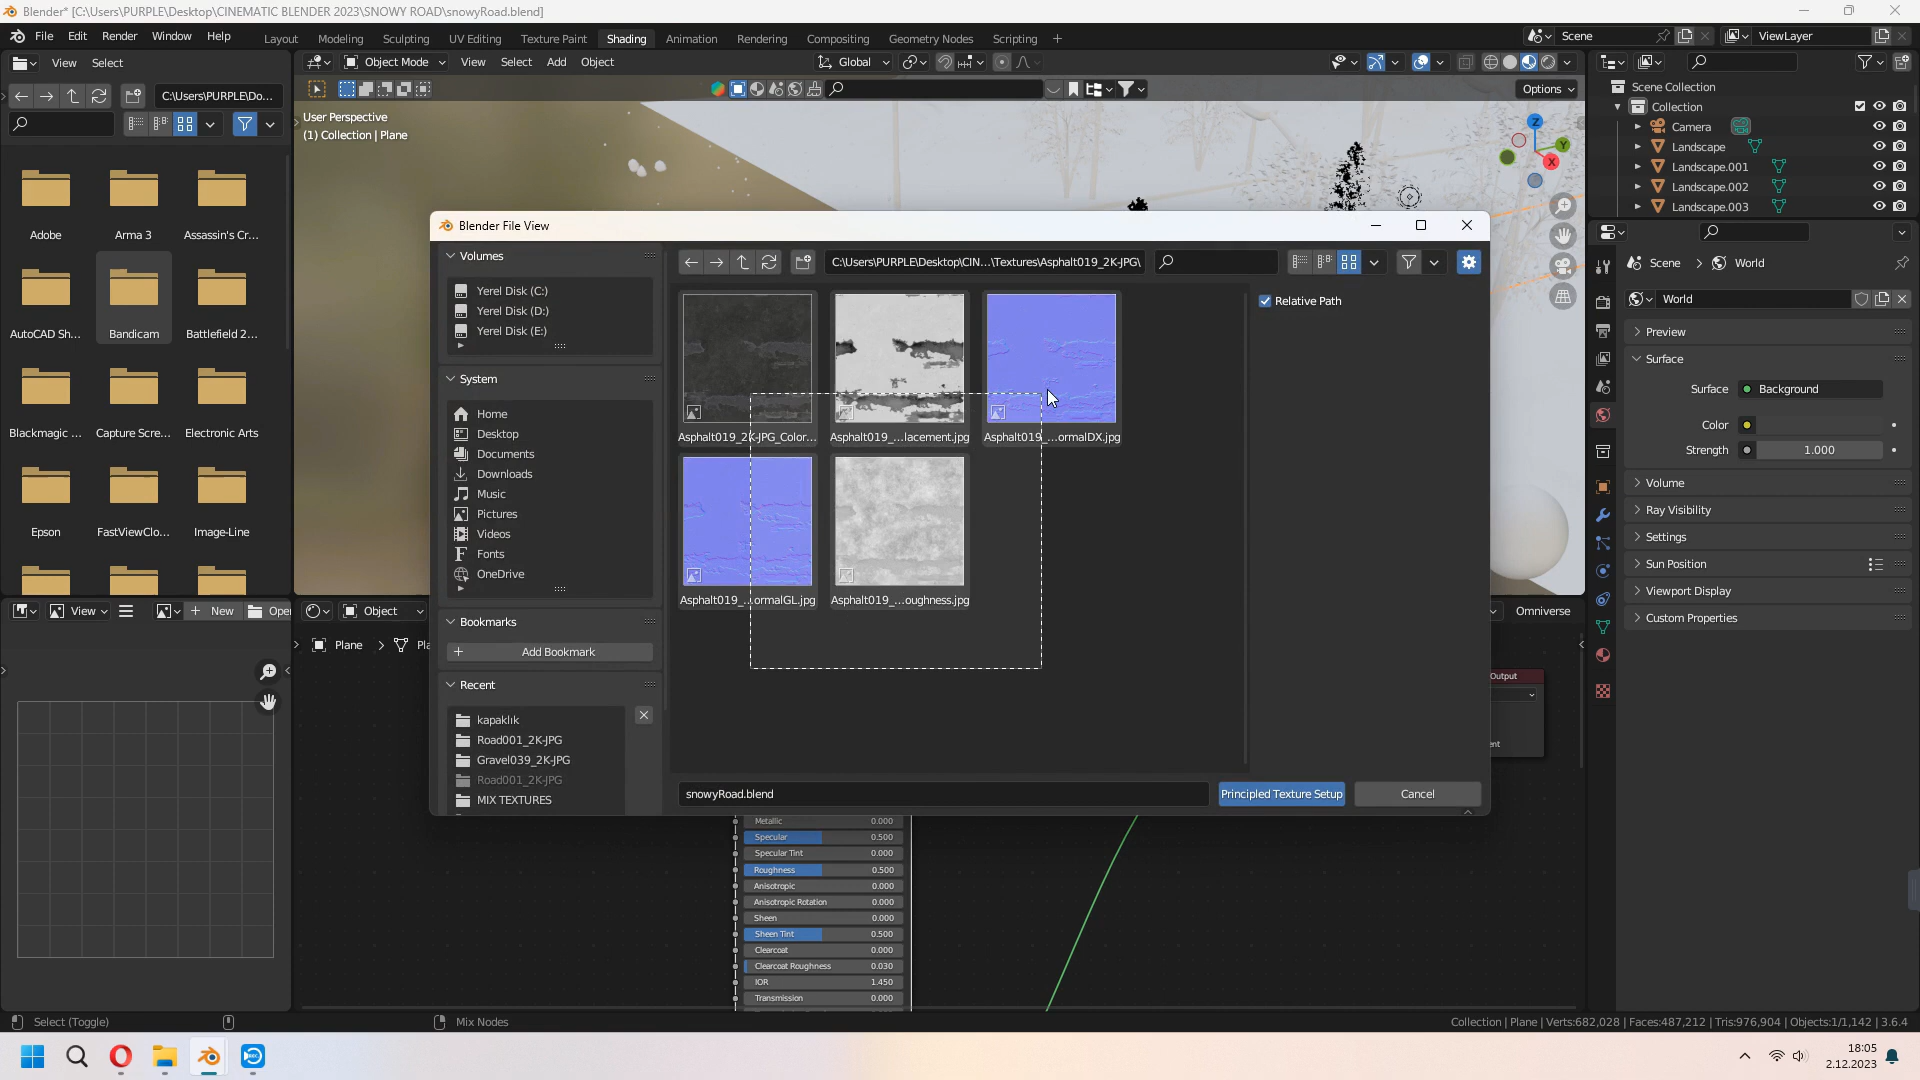 Blender* [C:\Users\PURPLE\Desktop\CINEMATIC BLENDER 2023\SNOWY ROAD\snowyRoad.blend]
File Edit Render Window Help
Layout Modeling Sculpting UV Editing Texture Paint Shading Animation Rendering Compositing Geometry Nodes Scripting +
Scene
ViewLayer
View Select
Object Mode View Select Add Object
Global
C:\Users\PURPLE\Do...
Options
User Perspective
(1) Collection | Plane
Adobe Arma 3 Assassin's Cr...
AutoCAD Sh... Bandicam Battlefield 2...
Blackmagic ... Capture Scre... Electronic Arts
Epson FastViewClo... Image-Line
Scene Collection
Collection
Camera
Landscape
Landscape.001
Landscape.002
Landscape.003
Scene > World
World
Preview
Surface
Surface Background
Color
Strength 1.000
Volume
Ray Visibility
Settings
Sun Position
Viewport Display
Custom Properties
Blender File View
Volumes
Yerel Disk (C:)
Yerel Disk (D:)
Yerel Disk (E:)
System
Home
Desktop
Documents
Downloads
Music
Pictures
Videos
Fonts
OneDrive
Bookmarks
Add Bookmark
Recent
kapaklık
Road001_2K-JPG
Gravel039_2K-JPG
Road001_2K-JPG
MIX TEXTURES
C:\Users\PURPLE\Desktop\CIN...\Textures\Asphalt019_2K-JPG\
Relative Path
Asphalt019_2K-JPG_Color... Asphalt019_...lacement.jpg Asphalt019_...ormalDX.jpg
Asphalt019_...ormalGL.jpg Asphalt019_...oughness.jpg
snowyRoad.blend
Principled Texture Setup
Cancel
View
New
Open
Object
Omniverse
Plane >
Output
Metallic 0.000
Specular 0.500
Specular Tint 0.000
Roughness 0.500
Anisotropic 0.000
Anisotropic Rotation 0.000
Sheen 0.000
Sheen Tint 0.500
Clearcoat 0.000
Clearcoat Roughness 0.030
IOR 1.450
Transmission 0.000
Select (Toggle)
Mix Nodes
Collection | Plane | Verts:682,028 | Faces:487,212 | Tris:976,904 | Objects:1/1,142 | 3.6.4
18:05
2.12.2023